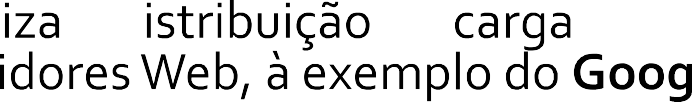 iza istribuição carga
idores Web, à exemplo do Goog